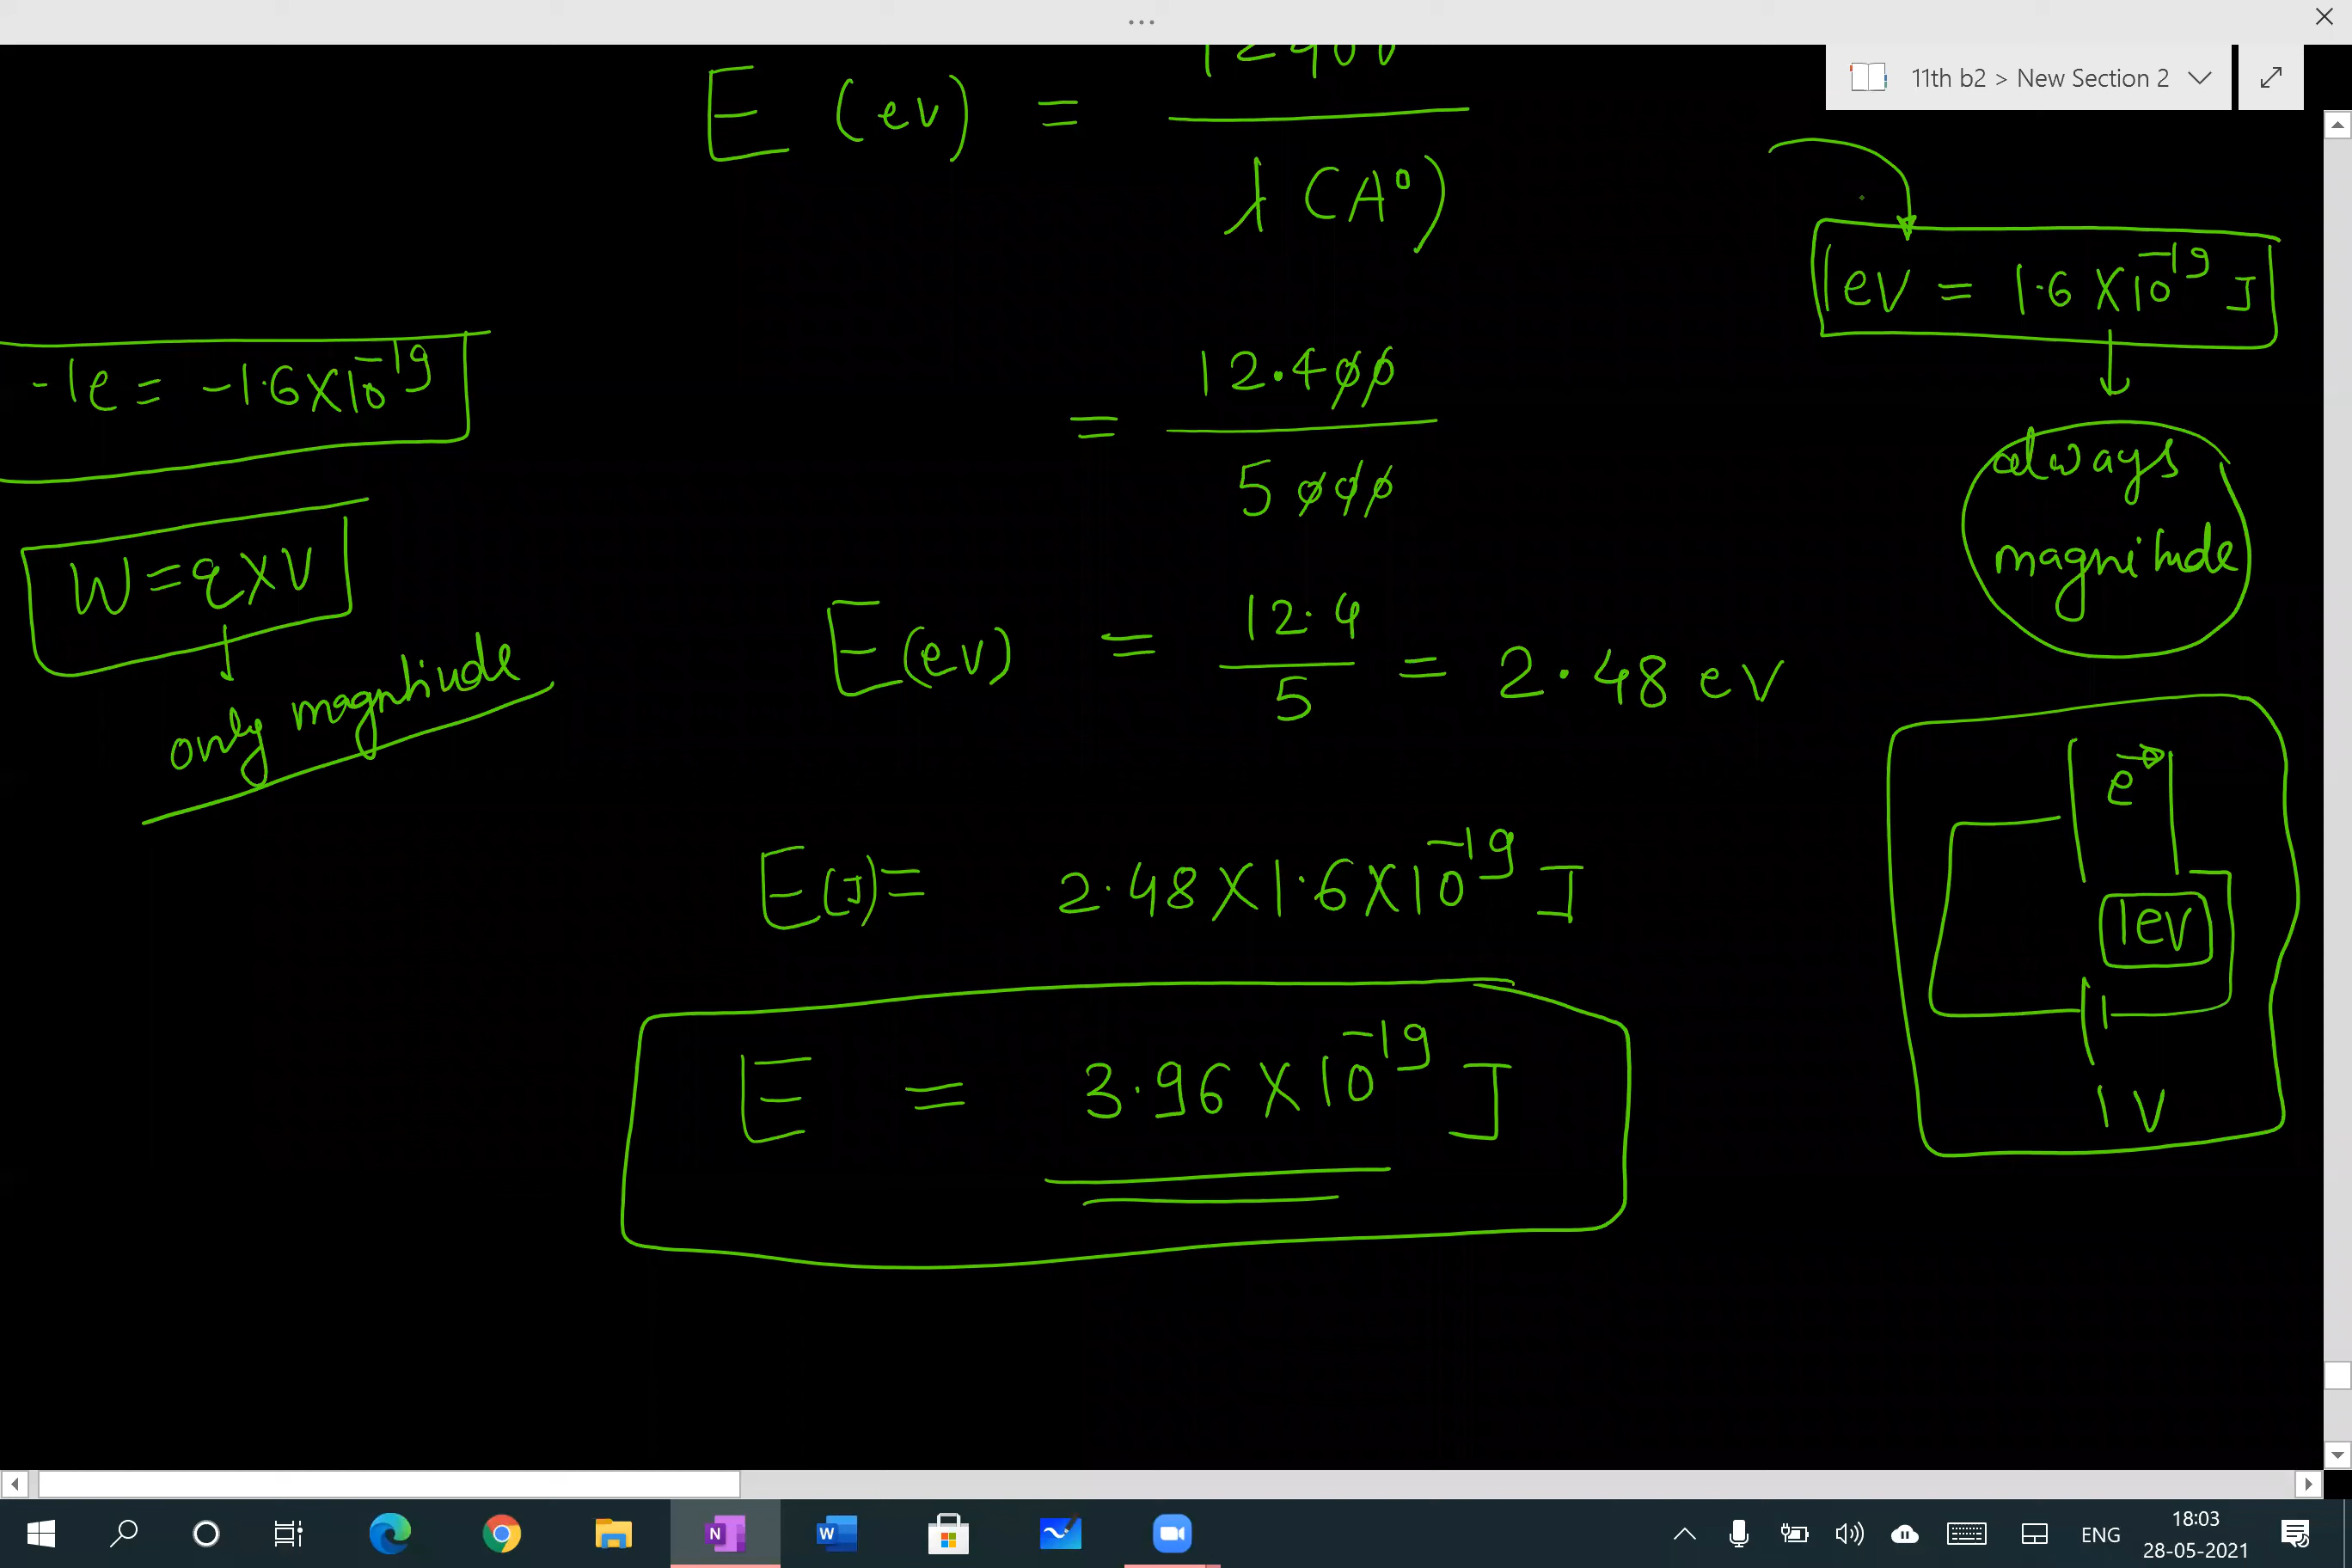 11th b2 > New Section 2
E (ev) = 12400
λ (A°)
1ev = 1.6 X 10^-19 J
always
magnitude
-1e = -1.6X10^-19
W = qXV
only magnitude
= 12.400
5000
E(ev) = 12.4 = 2.48 ev
5
E(J) = 2.48 X 1.6 X 10^-19 J
E = 3.96 X 10^-19 J
e
1ev
1V
ENG
18:03
28-05-2021